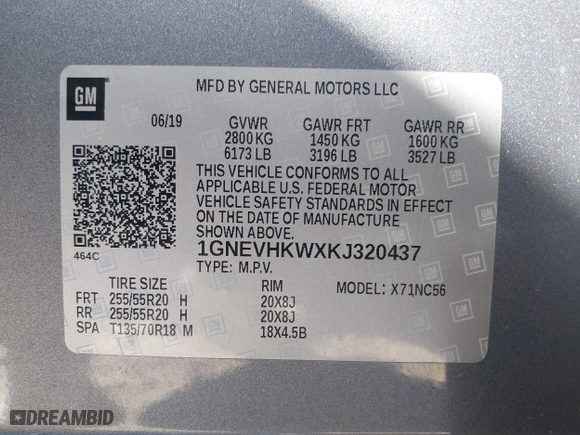 GM
MFD BY GENERAL MOTORS LLC
06/19 GVWR GAWR FRT GAWR RR
2800 KG 1450 KG 1600 KG
6173 LB 3196 LB 3527 LB
THIS VEHICLE CONFORMS TO ALL
APPLICABLE U.S. FEDERAL MOTOR
VEHICLE SAFETY STANDARDS IN EFFECT
ON THE DATE OF MANUFACTURE
SHOWN ABOVE.
464C
1GNEVHKWXKJ320437
TYPE: M.P.V.
TIRE SIZE RIM MODEL: X71NC56
FRT 255/55R20 H 20X8J
RR 255/55R20 H 20X8J
SPA T135/70R18 M 18X4.5B
DREAMBID